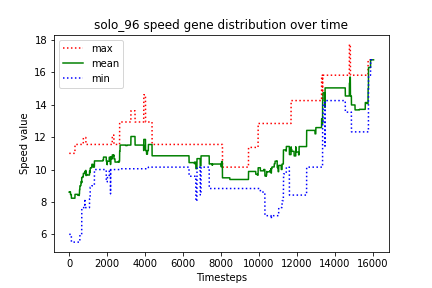 solo_96 speed gene distribution over time
max
mean
min
Speed value
18
16
14
12
10
8
6
0 2000 4000 6000 8000 10000 12000 14000 16000
Timesteps